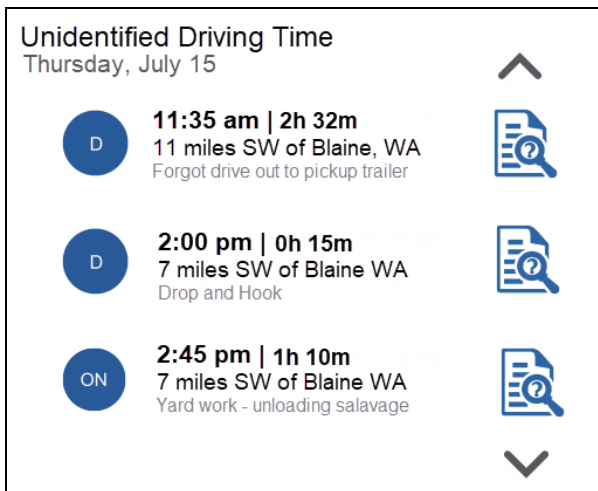 Unidentified Driving Time
Thursday, July 15
D
11:35 am | 2h 32m
11 miles SW of Blaine, WA
Forgot drive out to pickup trailer
?
D
2:00 pm | 0h 15m
7 miles SW of Blaine WA
Drop and Hook
?
ON
2:45 pm | 1h 10m
7 miles SW of Blaine WA
Yard work - unloading salavage
?